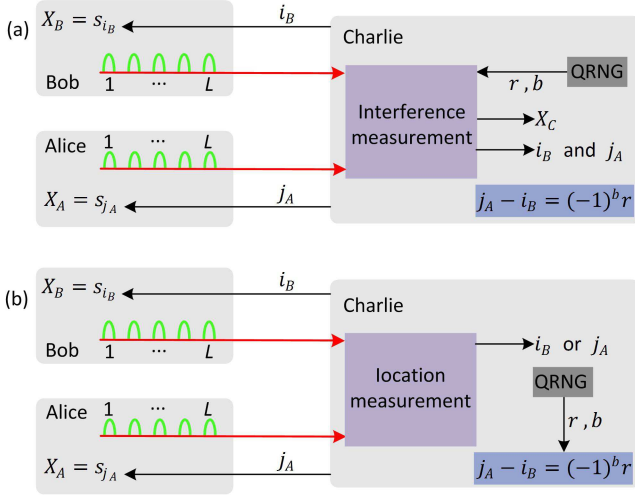 (a)
X_B = s_{i_B}
i_B
Bob
1 ... L
Charlie
QRNG
r , b
Interference measurement
X_C
i_B and j_A
j_A − i_B = (−1)^b r
Alice
1 ... L
X_A = s_{j_A}
j_A
(b)
X_B = s_{i_B}
i_B
Bob
1 ... L
Charlie
location measurement
i_B or j_A
QRNG
r , b
j_A − i_B = (−1)^b r
Alice
1 ... L
X_A = s_{j_A}
j_A